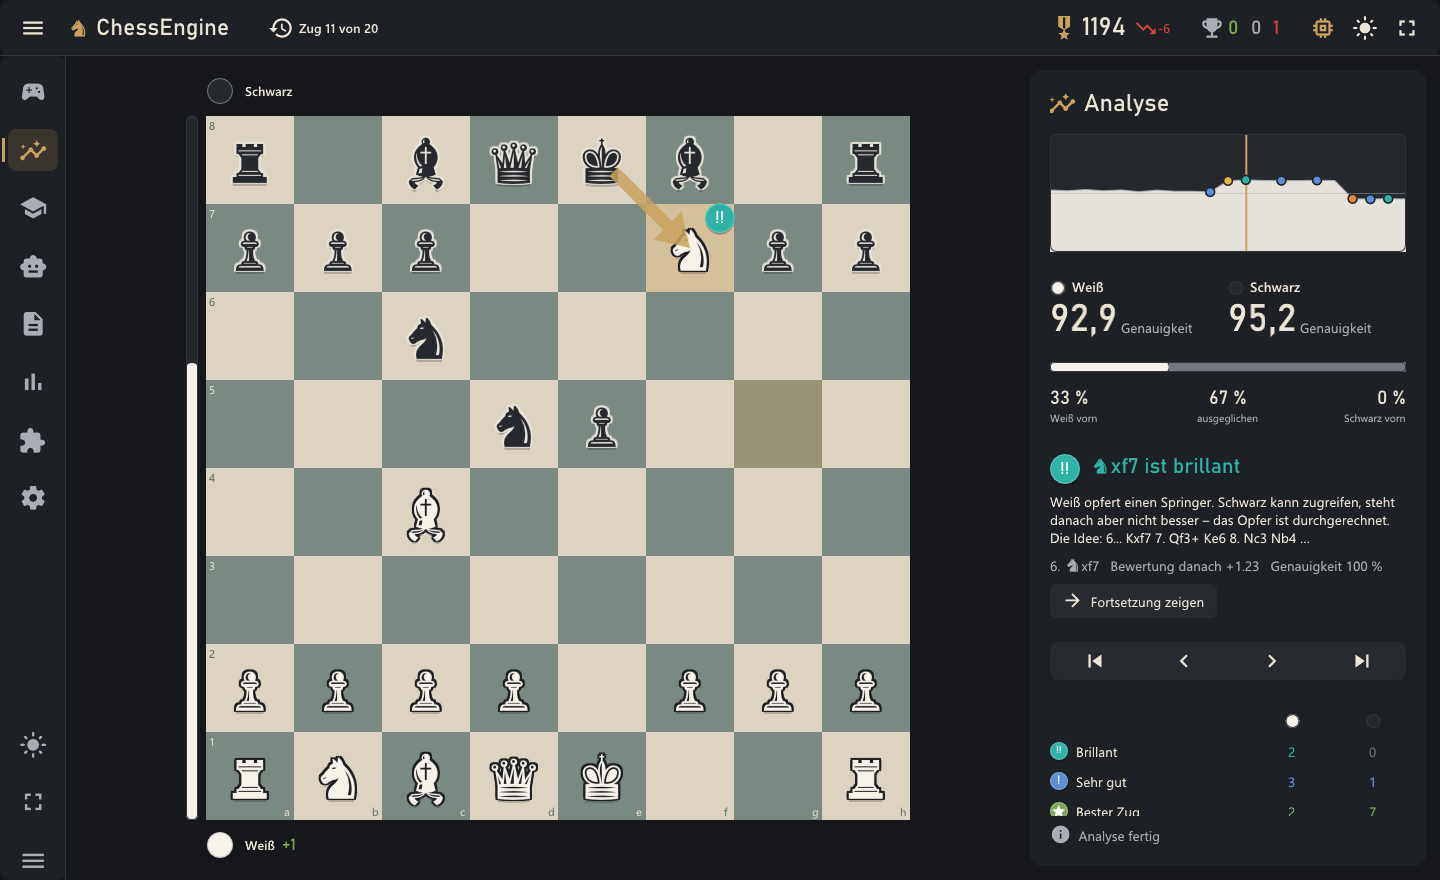 ChessEngine
Zug 11 von 20
1194
-6
0 0 1
Schwarz
8
7
6
5
4
3
2
1
a b c d e f g h
!!
Weiß +1
Analyse
Weiß
Schwarz
92,9 Genauigkeit
95,2 Genauigkeit
33 %
67 %
0 %
Weiß vorn
ausgeglichen
Schwarz vorn
!! xf7 ist brillant
Weiß opfert einen Springer. Schwarz kann zugreifen, steht
danach aber nicht besser – das Opfer ist durchgerechnet.
Die Idee: 6... Kxf7 7. Qf3+ Ke6 8. Nc3 Nb4 ...
6. xf7 Bewertung danach +1.23 Genauigkeit 100 %
Fortsetzung zeigen
!! Brillant 2 0
! Sehr gut 3 1
Bester Zug 2 7
Analyse fertig